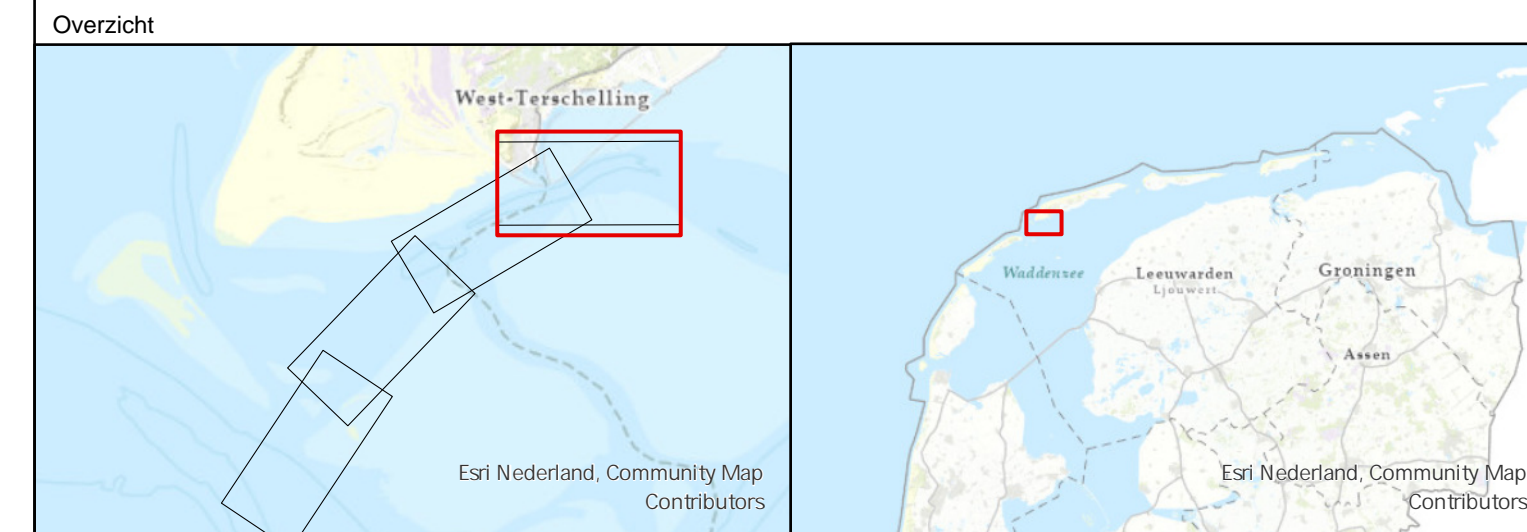 Overzicht
West-Terschelling
Esri Nederland, Community Map
Contributors
Waddenzee
Leeuwarden
Ljouwert
Groningen
Assen
Esri Nederland, Community Map
Contributors